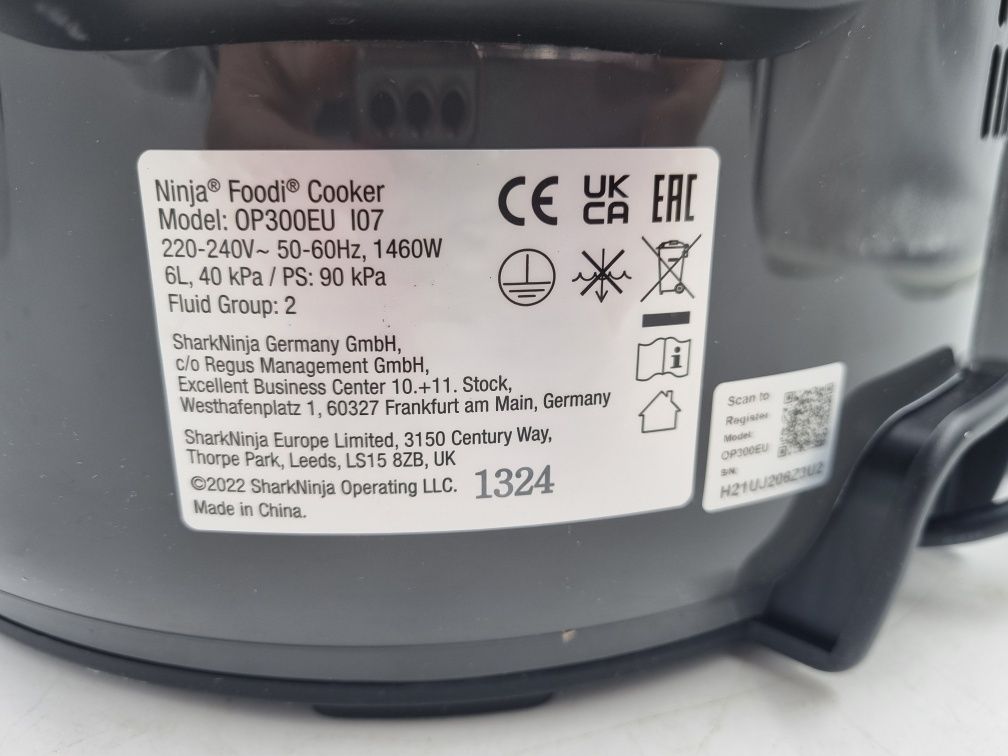 Ninja® Foodi® Cooker
Model: OP300EU I07
220-240V~ 50-60Hz, 1460W
6L, 40 kPa / PS: 90 kPa
Fluid Group: 2
SharkNinja Germany GmbH,
c/o Regus Management GmbH,
Excellent Business Center 10.+11. Stock,
Westhafenplatz 1, 60327 Frankfurt am Main, Germany
SharkNinja Europe Limited, 3150 Century Way,
Thorpe Park, Leeds, LS15 8ZB, UK
©2022 SharkNinja Operating LLC. 1324
Made in China.
CE UK CA EAC
i
Scan to
Register
Model:
OP300EU
S/N:
H21UJ206Z3U2